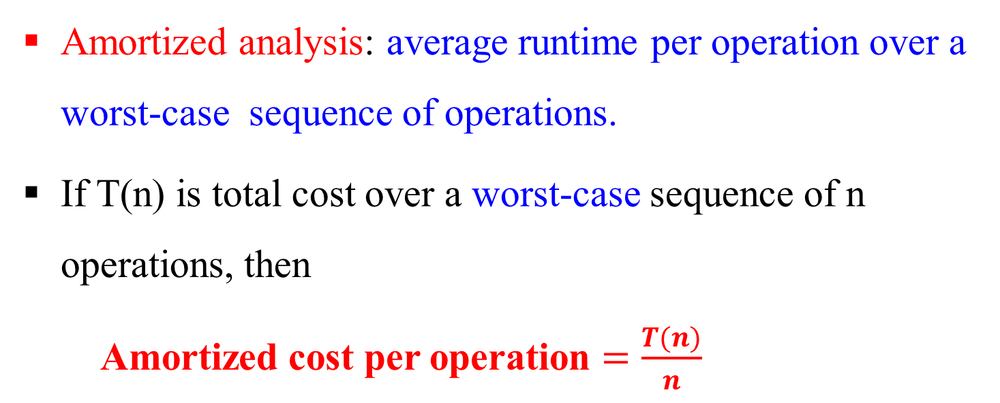 ▪ Amortized analysis: average runtime per operation over a
worst-case sequence of operations.
▪ If T(n) is total cost over a worst-case sequence of n
operations, then
Amortized cost per operation = T(n)/n